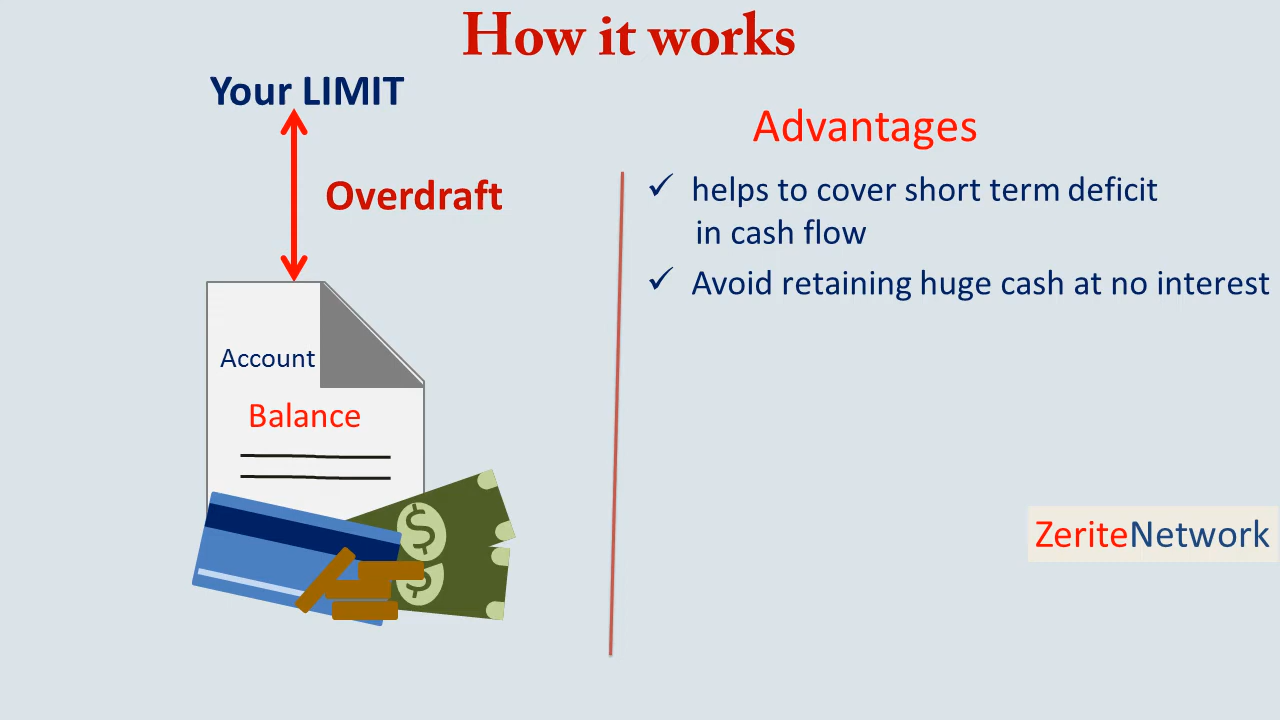 How it works
Your LIMIT
Overdraft
Account
Balance
$
$
Advantages
✓ helps to cover short term deficit
in cash flow
✓ Avoid retaining huge cash at no interest
ZeriteNetwork